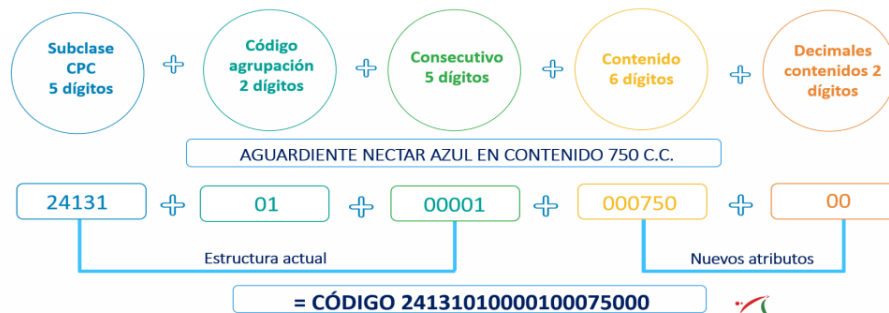 Subclase
CPC
5 dígitos
Código
agrupación
2 dígitos
Consecutivo
5 dígitos
Contenido
6 dígitos
Decimales
contenidos 2
dígitos
AGUARDIENTE NECTAR AZUL EN CONTENIDO 750 C.C.
24131
01
00001
000750
00
Estructura actual
Nuevos atributos
= CÓDIGO 24131010000100075000